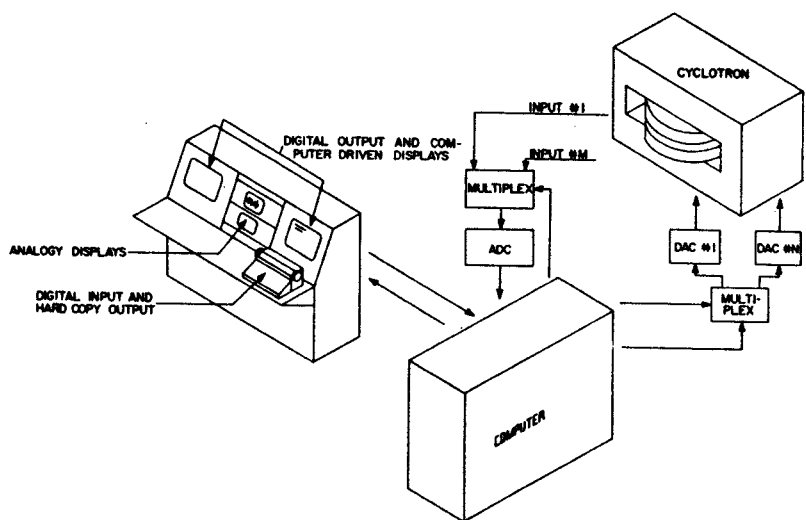 CYCLOTRON
INPUT #1
DIGITAL OUTPUT AND COM-
PUTER DRIVEN DISPLAYS
INPUT #M
MULTIPLEX
ANALOGY DISPLAYS
ADC
DAC #1
DAC #N
DIGITAL INPUT AND
HARD COPY OUTPUT
MULTI-
PLEX
COMPUTER